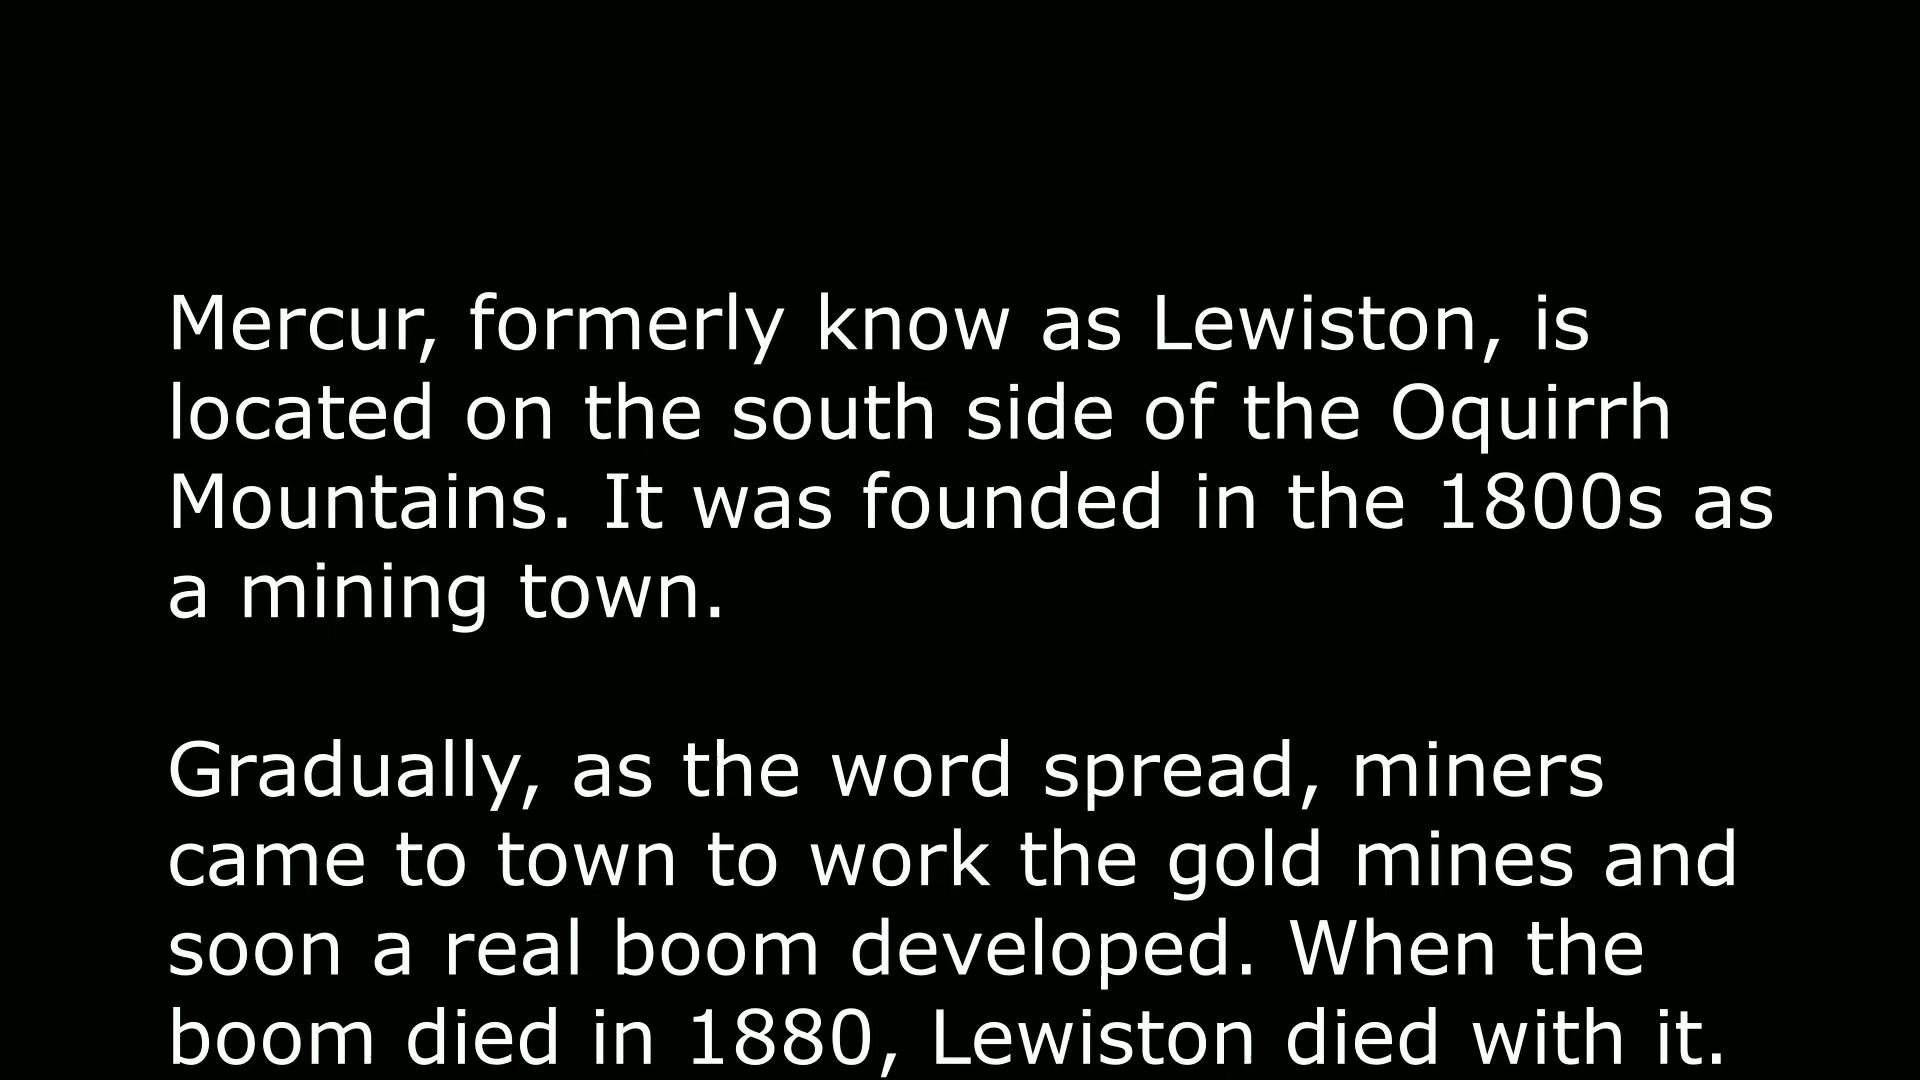 Mercur, formerly know as Lewiston, is
located on the south side of the Oquirrh
Mountains. It was founded in the 1800s as
a mining town.
Gradually, as the word spread, miners
came to town to work the gold mines and
soon a real boom developed. When the
boom died in 1880, Lewiston died with it.